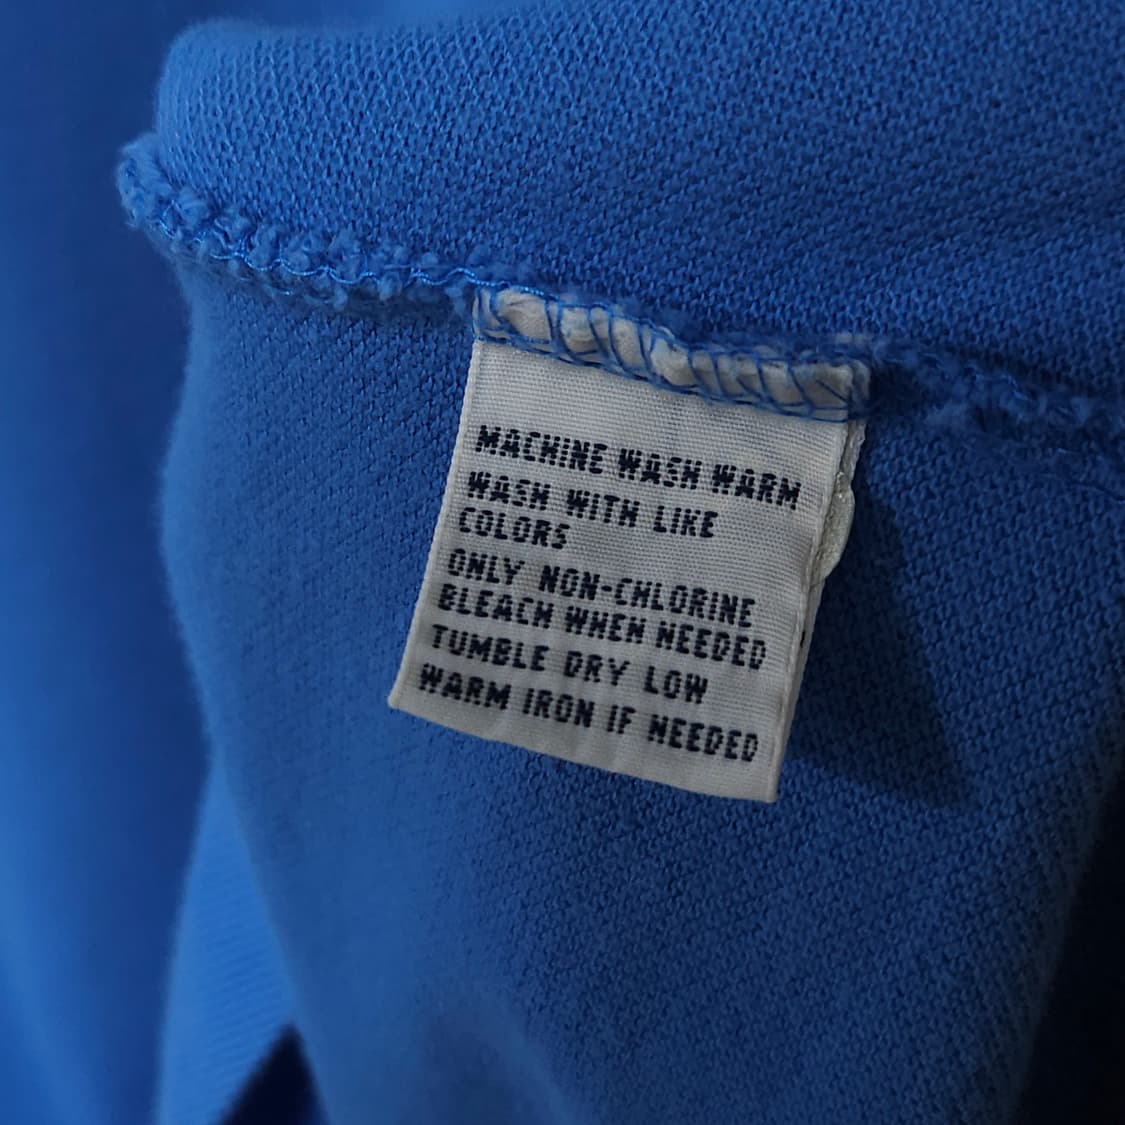 MACHINE WASH WARM
WASH WITH LIKE
COLORS
ONLY NON-CHLORINE
BLEACH WHEN NEEDED
TUMBLE DRY LOW
WARM IRON IF NEEDED